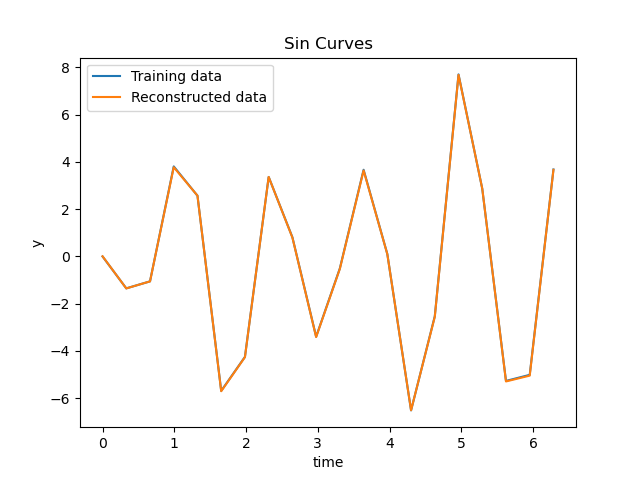 Sin Curves
Training data
Reconstructed data
8
6
4
2
0
−2
−4
−6
y
0 1 2 3 4 5 6
time